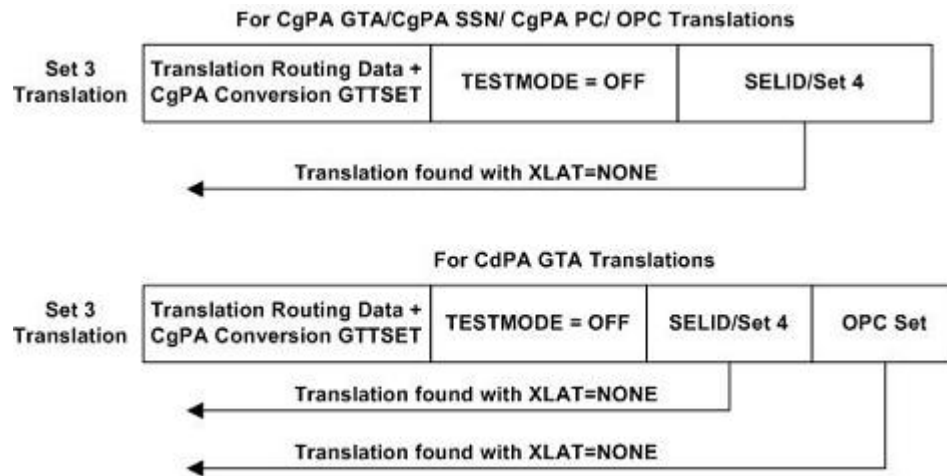 For CgPA GTA/CgPA SSN/ CgPA PC/ OPC Translations
Set 3
Translation
Translation Routing Data +
CgPA Conversion GTTSET
TESTMODE = OFF
SELID/Set 4
Translation found with XLAT=NONE
For CdPA GTA Translations
Set 3
Translation
Translation Routing Data +
CgPA Conversion GTTSET
TESTMODE = OFF
SELID/Set 4
OPC Set
Translation found with XLAT=NONE
Translation found with XLAT=NONE